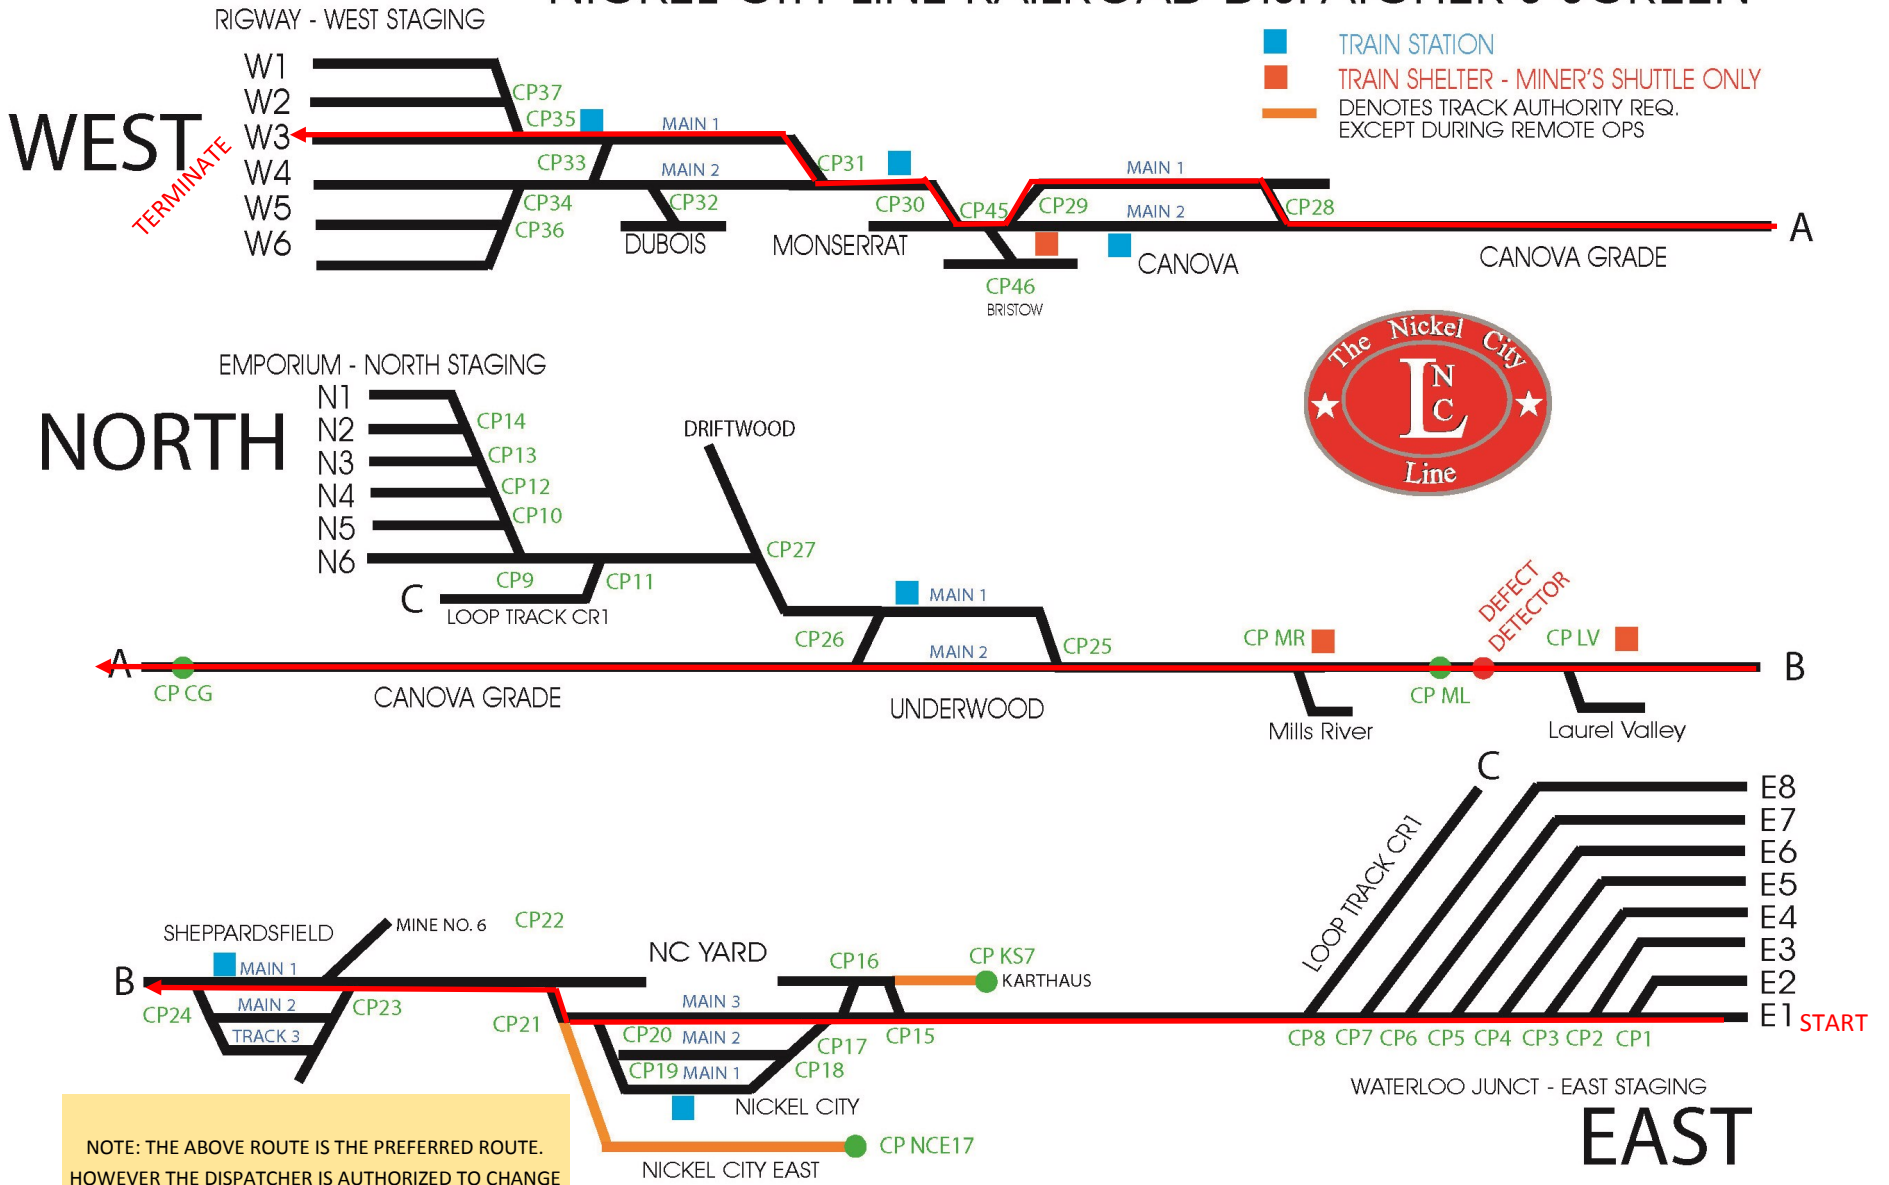 NICKEL CITY LINE RAILROAD DISPATCHER'S SCREEN
RIGWAY - WEST STAGING
TRAIN STATION
TRAIN SHELTER - MINER'S SHUTTLE ONLY
DENOTES TRACK AUTHORITY REQ.
EXCEPT DURING REMOTE OPS
WEST
TERMINATE
W1
W2
W3
W4
W5
W6
CP37
CP35
MAIN 1
CP33
MAIN 2
CP31
CP34
CP32
CP36
DUBOIS
CP30
MONSERRAT
CP45
CP29
MAIN 1
MAIN 2
CP28
CANOVA
CANOVA GRADE
A
CP46
BRISTOW
The Nickel City
L N C
Line
EMPORIUM - NORTH STAGING
NORTH
N1
N2
N3
N4
N5
N6
CP14
CP13
CP12
CP10
CP9
CP11
C
LOOP TRACK CR1
DRIFTWOOD
CP27
MAIN 1
CP26
MAIN 2
CP25
CP MR
DEFECT
DETECTOR
CP LV
A
CP CG
CANOVA GRADE
UNDERWOOD
Mills River
CP ML
Laurel Valley
B
C
LOOP TRACK CR1
E8
E7
E6
E5
E4
E3
E2
E1
START
SHEPPARDSFIELD
MINE NO. 6
CP22
NC YARD
CP16
CP KS7
KARTHAUS
B
MAIN 1
CP24
MAIN 2
CP23
TRACK 3
CP21
MAIN 3
CP20
MAIN 2
CP17
CP15
CP19
MAIN 1
CP18
NICKEL CITY
CP8
CP7
CP6
CP5
CP4
CP3
CP2
CP1
WATERLOO JUNCT - EAST STAGING
EAST
CP NCE17
NICKEL CITY EAST
NOTE: THE ABOVE ROUTE IS THE PREFERRED ROUTE.
HOWEVER THE DISPATCHER IS AUTHORIZED TO CHANGE